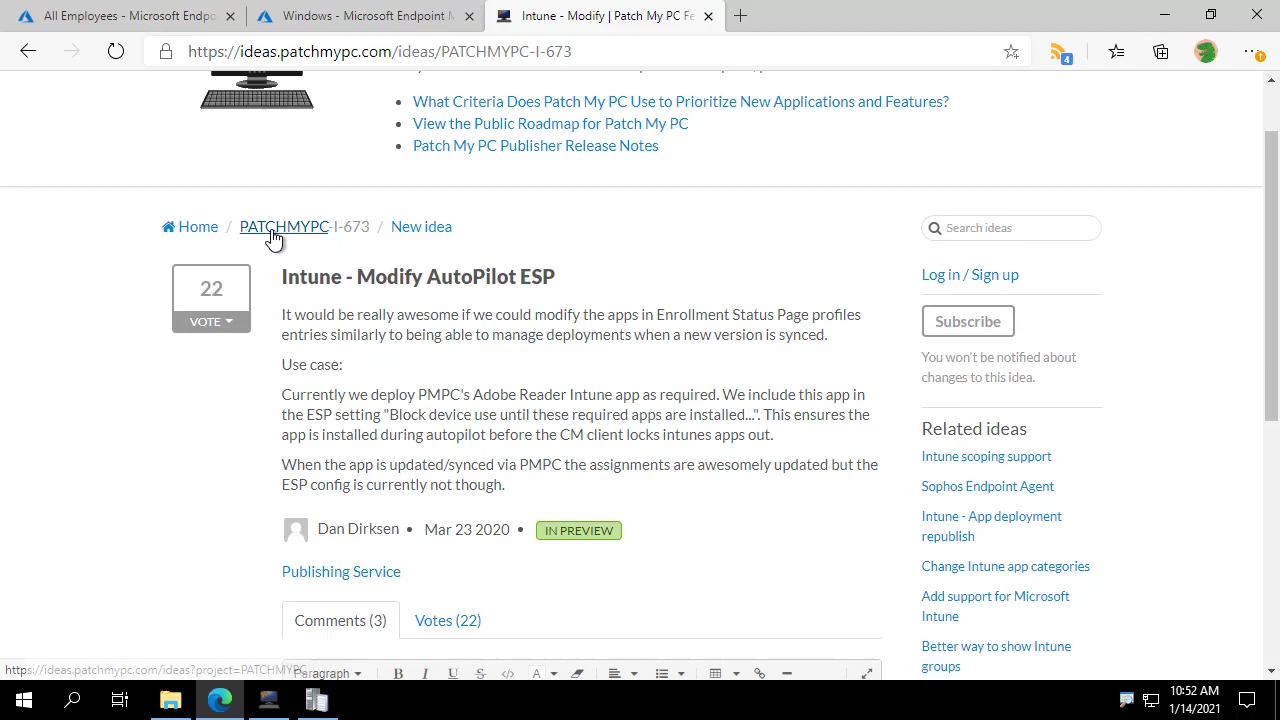 All Employees - Microsoft Endpo
Windows - Microsoft Endpoint M
Intune - Modify | Patch My PC Fe
https://ideas.patchmypc.com/ideas/PATCHMYPC-I-673
4
What Criteria Does Patch My PC Use to Prioritize New Applications and Features?
View the Public Roadmap for Patch My PC
Patch My PC Publisher Release Notes
Home / PATCHMYPC-I-673 / New idea
Search ideas
22
VOTE
Intune - Modify AutoPilot ESP
It would be really awesome if we could modify the apps in Enrollment Status Page profiles
entries similarly to being able to manage deployments when a new version is synced.
Use case:
Currently we deploy PMPC's Adobe Reader Intune app as required. We include this app in
the ESP setting "Block device use until these required apps are installed...". This ensures the
app is installed during autopilot before the CM client locks intunes apps out.
When the app is updated/synced via PMPC the assignments are awesomely updated but the
ESP config is currently not though.
Dan Dirksen • Mar 23 2020 • IN PREVIEW
Publishing Service
Comments (3)
Votes (22)
Log in / Sign up
Subscribe
You won't be notified about
changes to this idea.
Related ideas
Intune scoping support
Sophos Endpoint Agent
Intune - App deployment
republish
Change Intune app categories
Add support for Microsoft
Intune
Better way to show Intune
groups
https://ideas.patchmypc.com/ideas?project=PATCHMYPC
Paragraph
B I U S A
10:52 AM
1/14/2021